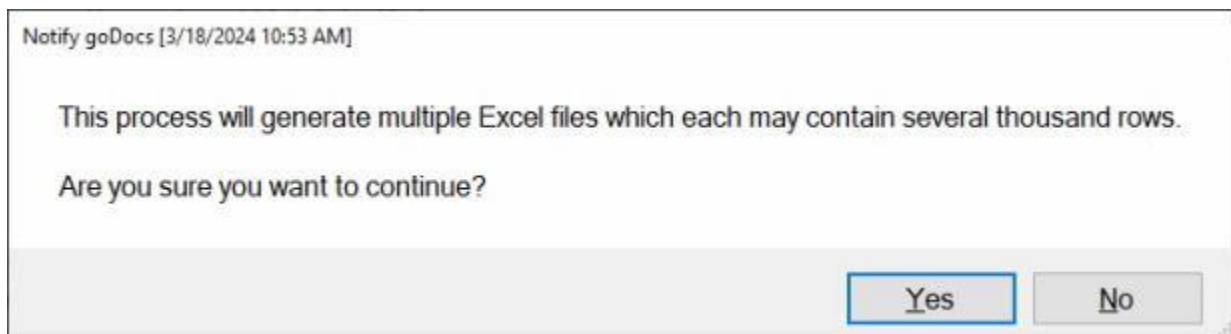 Notify goDocs [3/18/2024 10:53 AM]
This process will generate multiple Excel files which each may contain several thousand rows.
Are you sure you want to continue?
Yes No